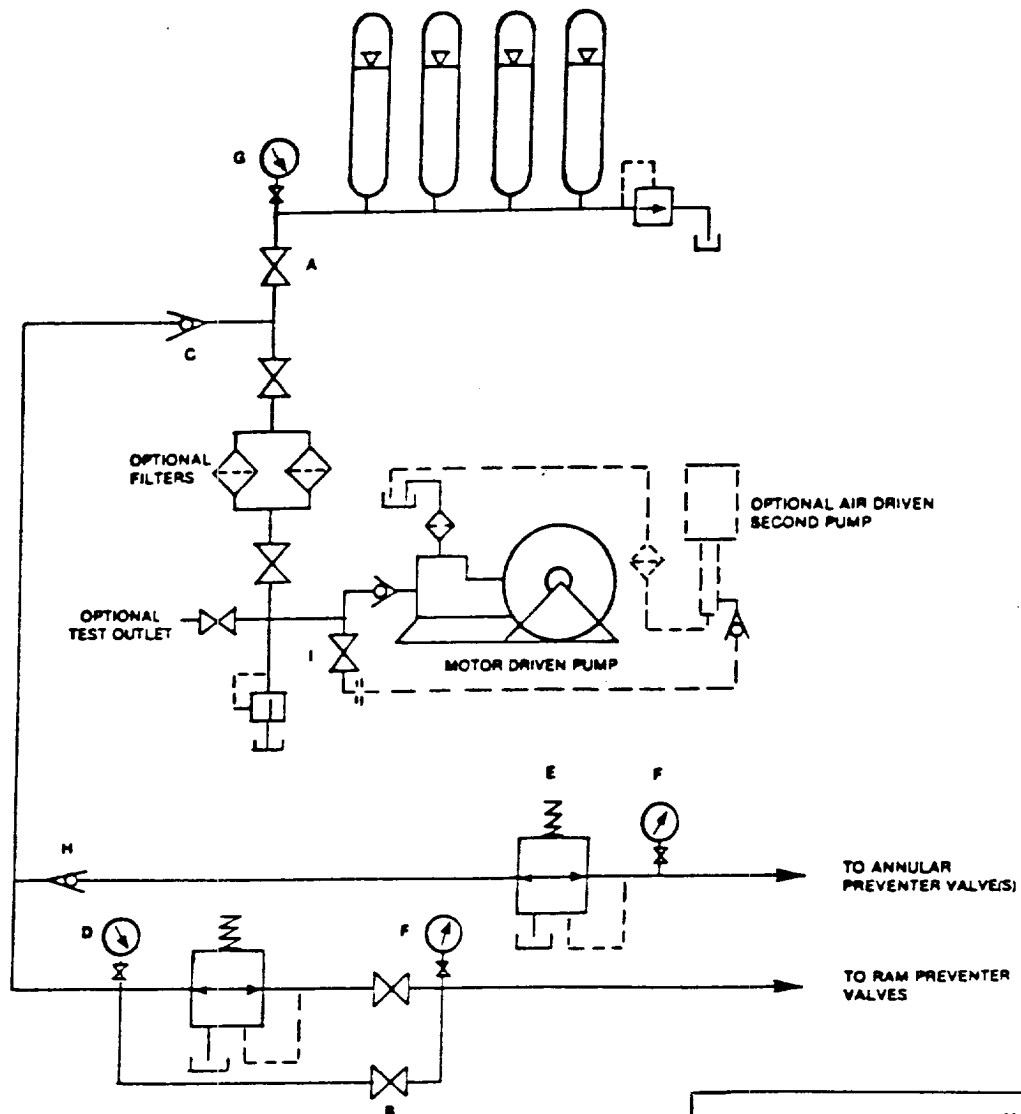 G
A
C
OPTIONAL
FILTERS
OPTIONAL AIR DRIVEN
SECOND PUMP
OPTIONAL
TEST OUTLET
I
MOTOR DRIVEN PUMP
E
F
H
TO ANNULAR
PREVENTER VALVE(S)
D
F
TO RAM PREVENTER
VALVES